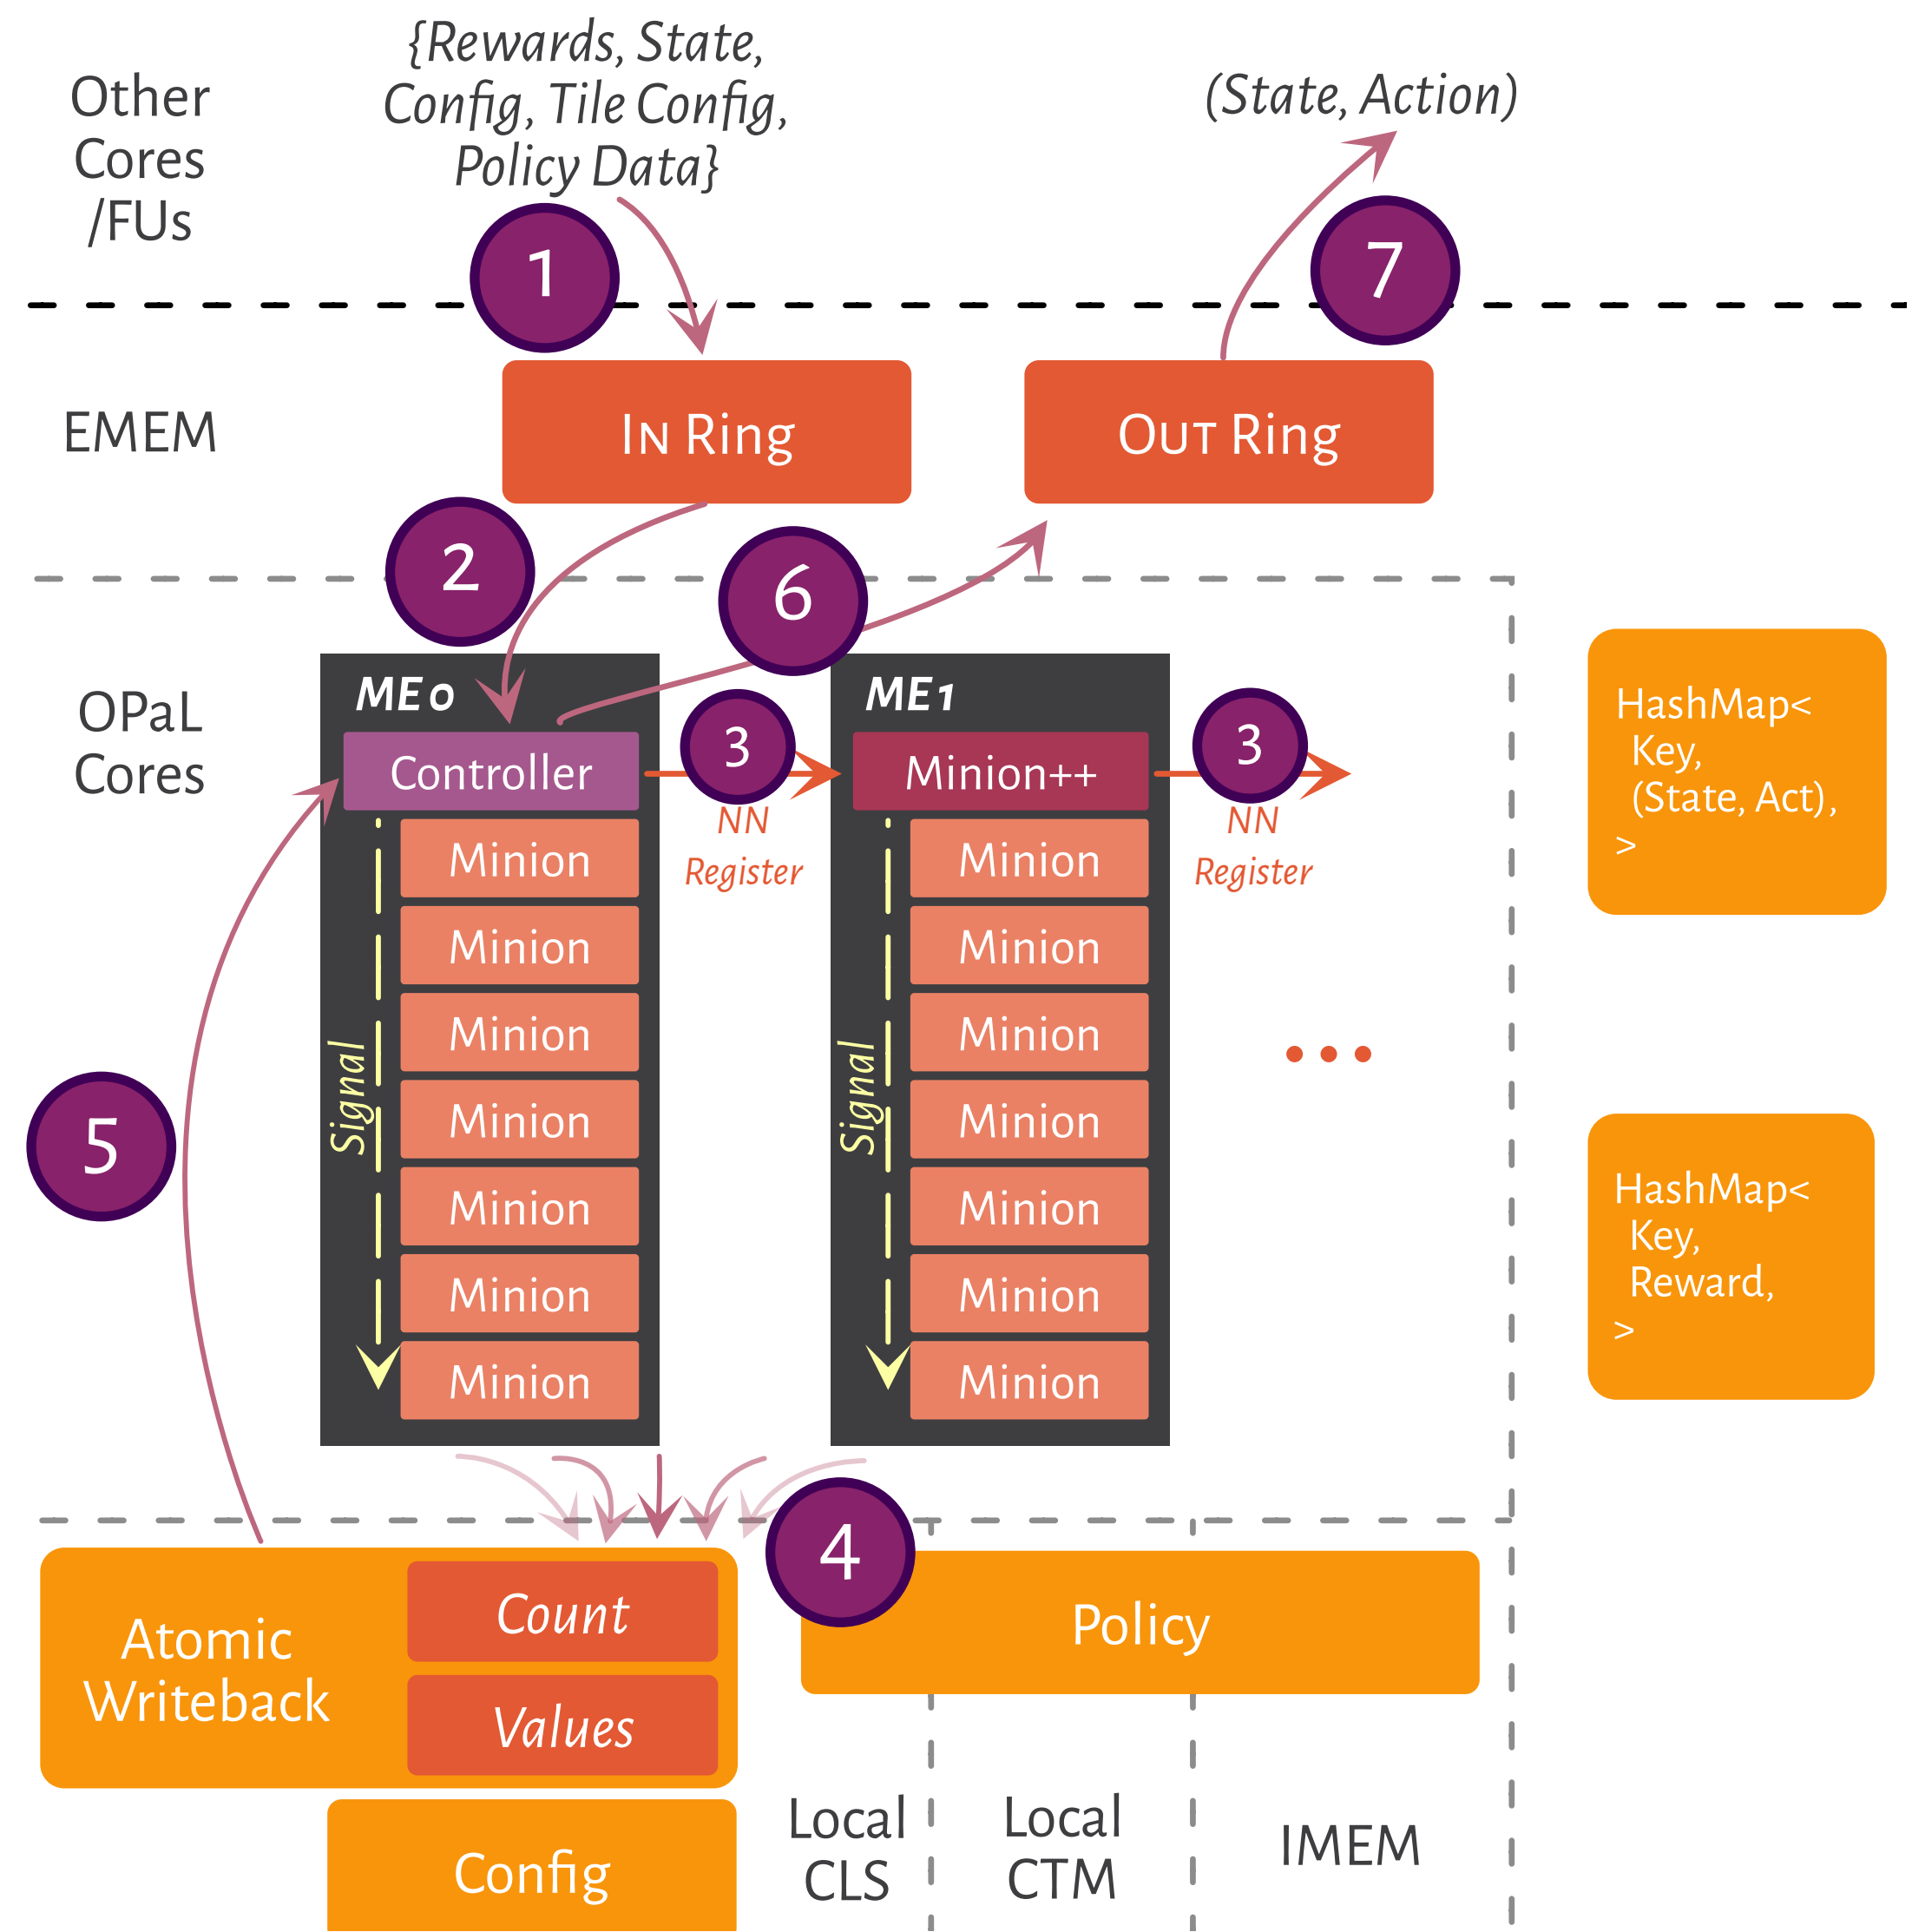 {Rewards, State,
Config, Tile Config,
Policy Data}
(State, Action)
Other
Cores
/FUs
1
7
EMEM
In Ring
Out Ring
2
6
OPaL
Cores
ME0
Controller
Minion
Minion
Minion
Minion
Minion
Minion
Minion
Signal
3
NN
Register
ME1
Minion++
Minion
Minion
Minion
Minion
Minion
Minion
Minion
Signal
3
NN
Register
HashMap<
Key,
(State, Act),
>
HashMap<
Key,
Reward,
>
5
4
Atomic
Writeback
Count
Values
Policy
Config
Local
CLS
Local
CTM
IMEM